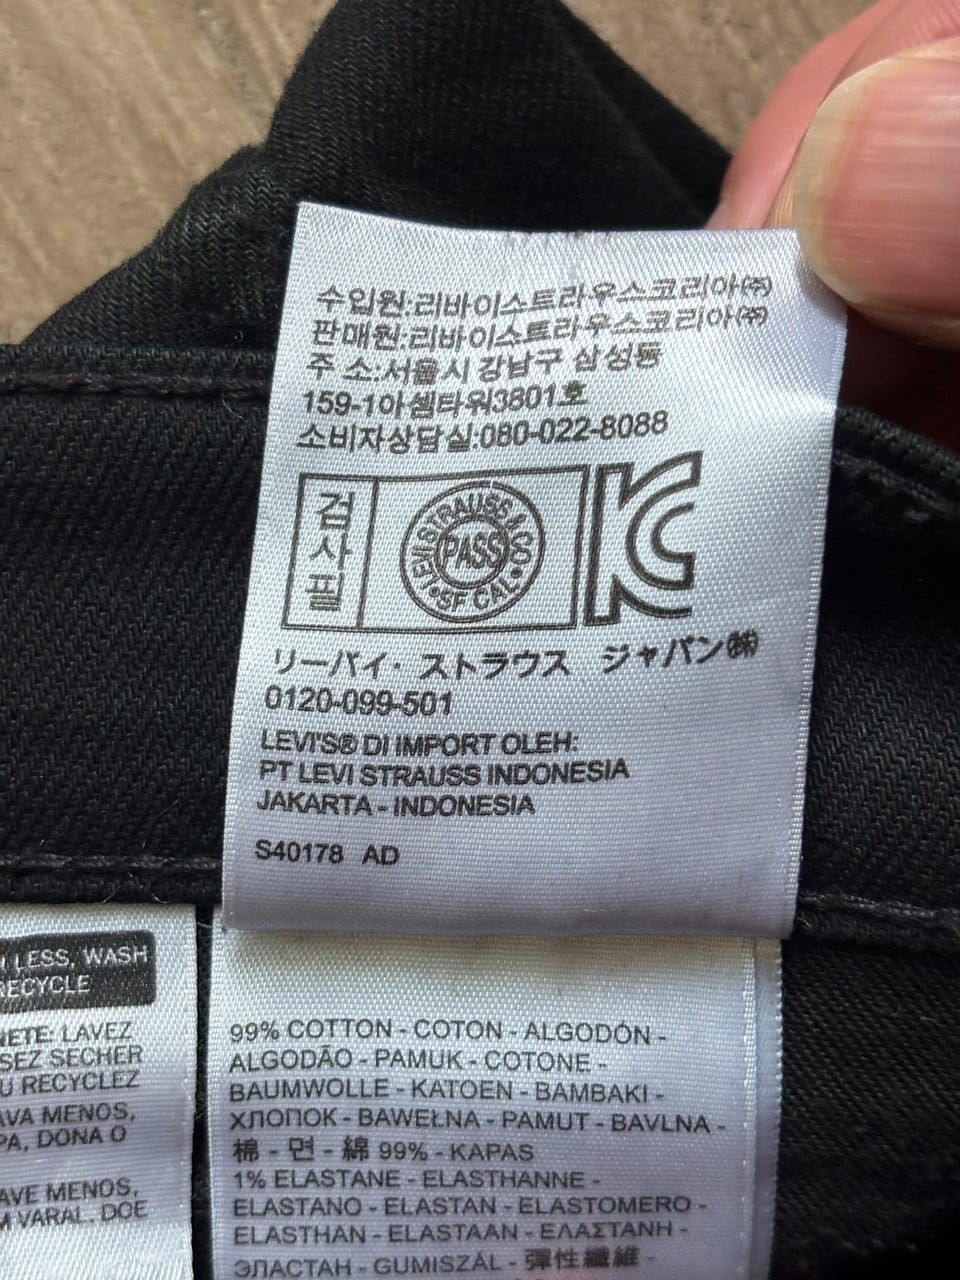 수입원:리바이스트라우스코리아㈜
판매원:리바이스트라우스코리아㈜
주 소:서울시 강남구 삼성동
159-1아셈타워3801호
소비자상담실:080-022-8088
검사필
LEVI STRAUSS & CO
PASS
SF CAL
KC
リーバイ・ストラウス ジャパン㈱
0120-099-501
LEVI'S® DI IMPORT OLEH:
PT LEVI STRAUSS INDONESIA
JAKARTA - INDONESIA
S40178 AD
LESS, WASH
RECYCLE
LAVEZ
SECHER
RECYCLEZ
MENOS,
DONA O
MENOS,
VARAL, DOE
99% COTTON - COTON - ALGODÓN -
ALGODÃO - PAMUK - COTONE -
BAUMWOLLE - KATOEN - BAMBAKI -
ХЛОПОК - BAWEŁNA - PAMUT - BAVLNA -
棉 - 면 - 綿 99% - KAPAS
1% ELASTANE - ELASTHANNE -
ELASTANO - ELASTAN - ELASTOMERO -
ELASTHAN - ELASTAAN - ΕΛΑΣΤΑΝΗ -
ЭЛАСТАН - GUMISZÁL - 彈性纖維 -